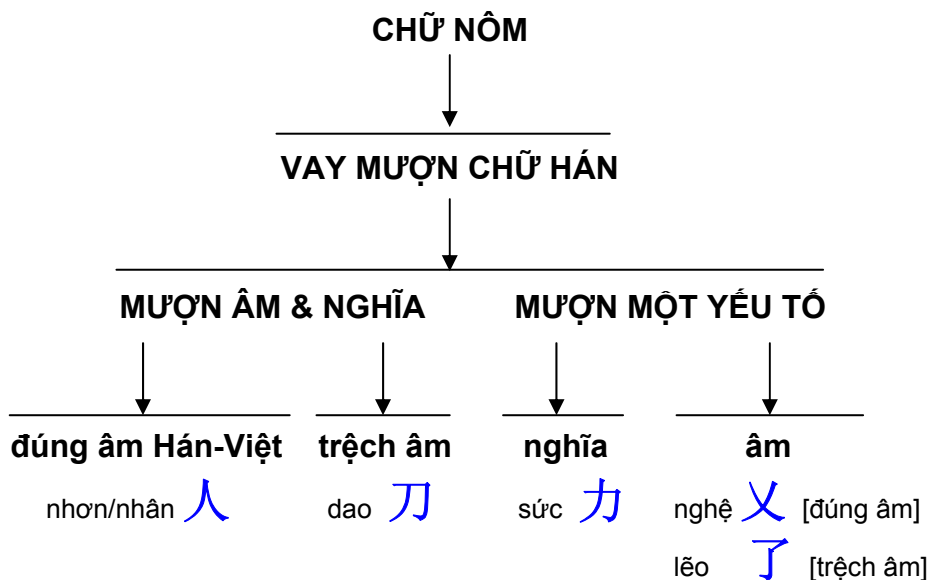 CHỮ NÔM
VAY MƯỢN CHỮ HÁN
MƯỢN ÂM & NGHĨA MƯỢN MỘT YẾU TỐ
đúng âm Hán-Việt trệch âm nghĩa âm
nhơn/nhân 人 dao 刀 sức 力 nghệ 乂 [đúng âm]
lẽo 了 [trệch âm]